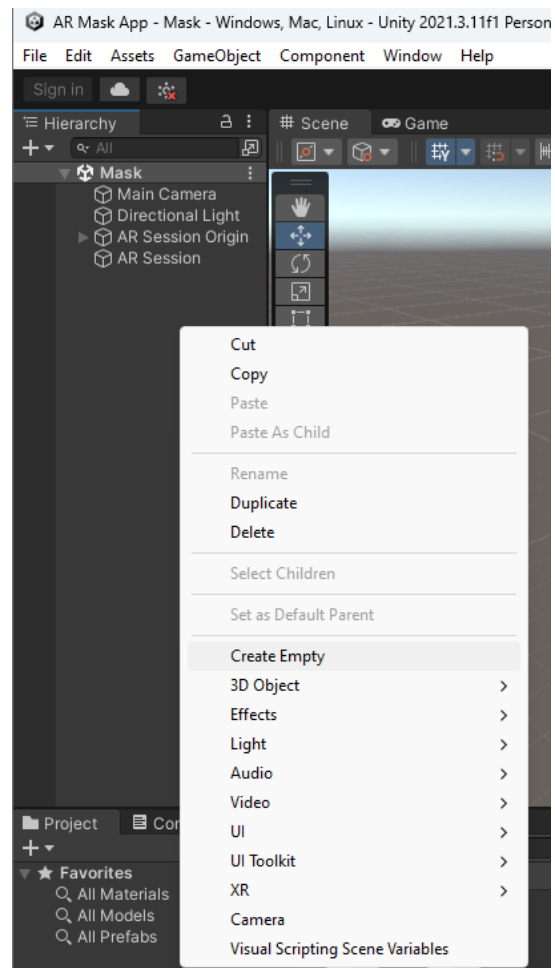 AR Mask App - Mask - Windows, Mac, Linux - Unity 2021.3.11f1 Person
File Edit Assets GameObject Component Window Help
Sign in
Hierarchy
# Scene
Game
All
Mask
Main Camera
Directional Light
AR Session Origin
AR Session
Cut
Copy
Paste
Paste As Child
Rename
Duplicate
Delete
Select Children
Set as Default Parent
Create Empty
3D Object
Effects
Light
Audio
Video
UI
UI Toolkit
XR
Camera
Visual Scripting Scene Variables
Project
Cor
Favorites
All Materials
All Models
All Prefabs